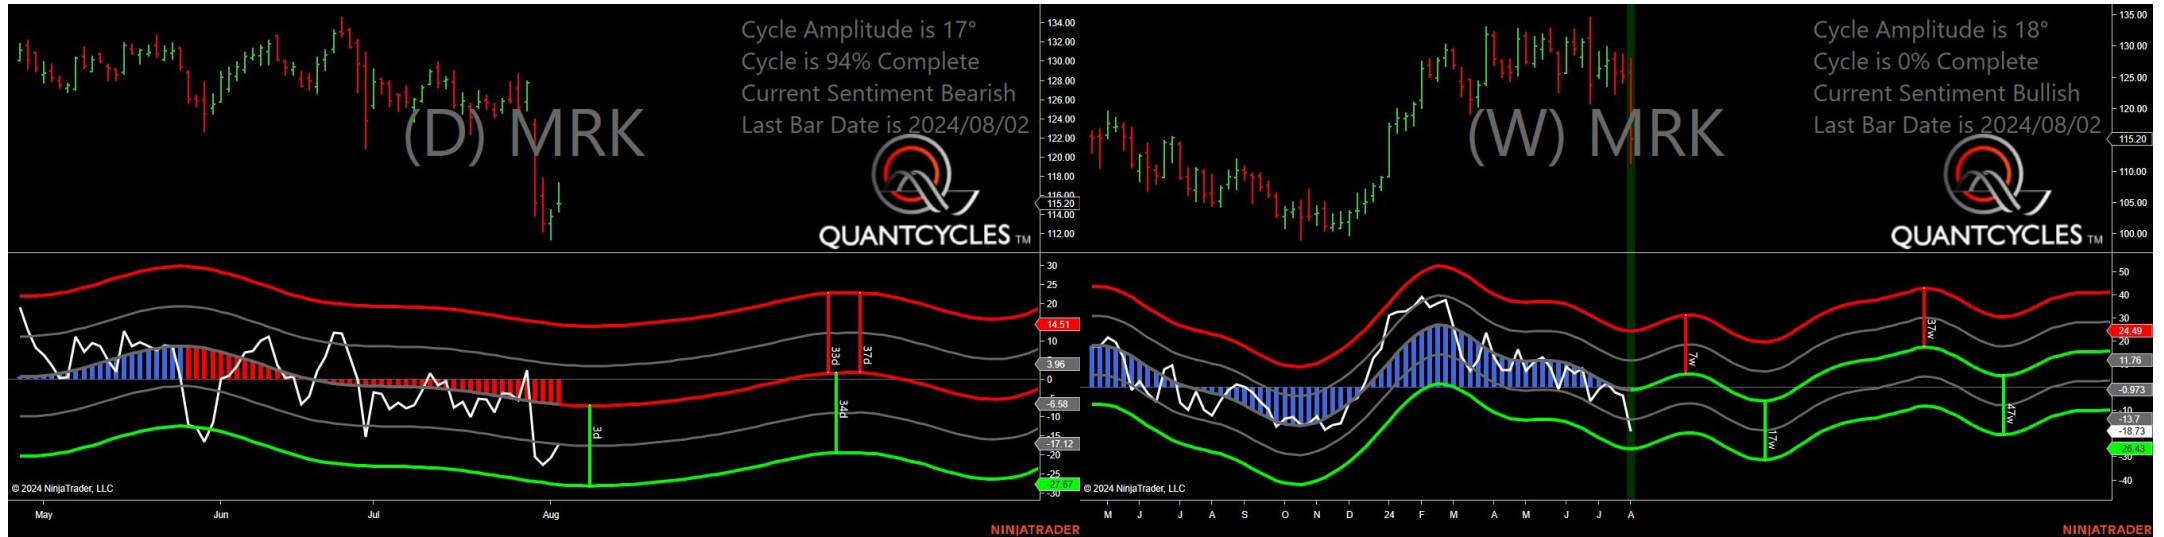 Cycle Amplitude is 17°
Cycle is 94% Complete
Current Sentiment Bearish
Last Bar Date is 2024/08/02
(D) MRK
QUANTCYCLES TM
134.00
132.00
130.00
128.00
126.00
124.00
122.00
120.00
118.00
116.00
115.20
114.00
112.00
30
25
20
14.51
10
3.96
0
-6.58
-10
-15
-17.12
-20
-25
-27.67
-30
33d
37d
34d
3d
© 2024 NinjaTrader, LLC
May
Jun
Jul
Aug
NINJATRADER
Cycle Amplitude is 18°
Cycle is 0% Complete
Current Sentiment Bullish
Last Bar Date is 2024/08/02
(W) MRK
QUANTCYCLES TM
135.00
130.00
125.00
120.00
115.20
110.00
105.00
100.00
50
40
30
24.49
20
11.76
-0.973
-10
-13.7
-18.73
-26.43
-30
-40
7w
37w
17w
47w
© 2024 NinjaTrader, LLC
M J J A S O N D 24 F M A M J J A
NINJATRADER